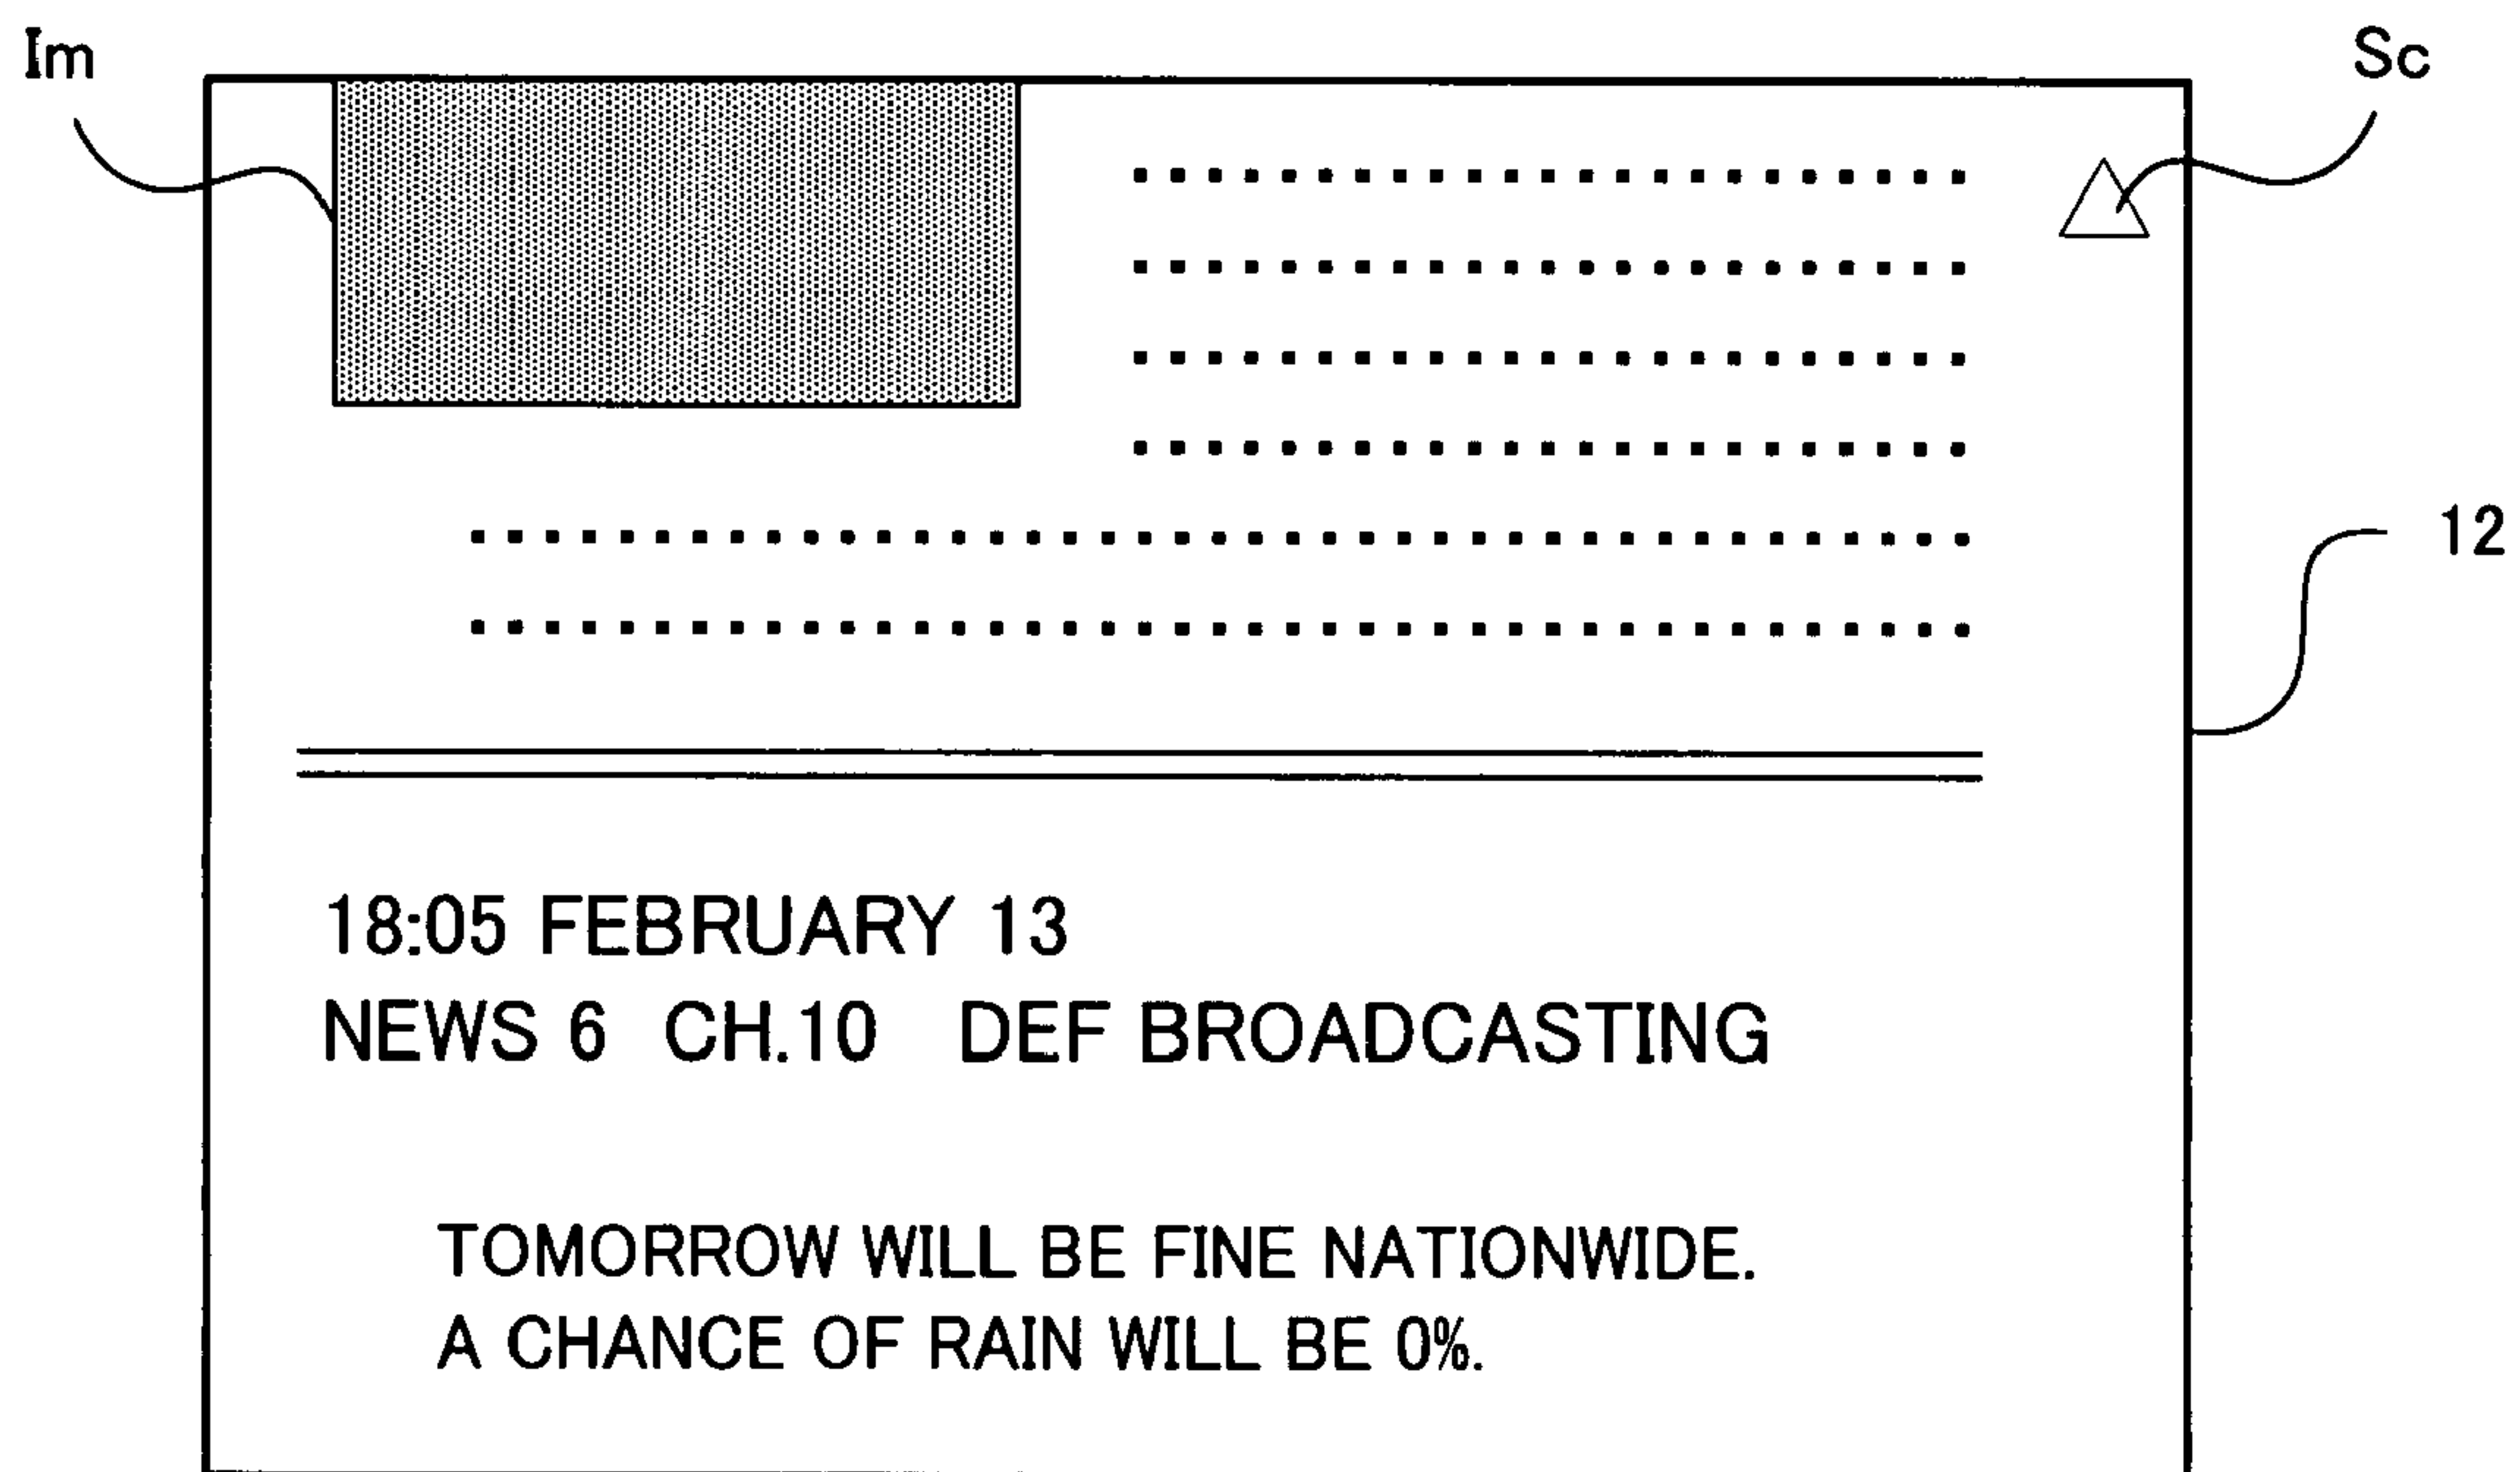 Im
Sc
12
18:05 FEBRUARY 13
NEWS 6 CH.10 DEF BROADCASTING
TOMORROW WILL BE FINE NATIONWIDE.
A CHANCE OF RAIN WILL BE 0%.